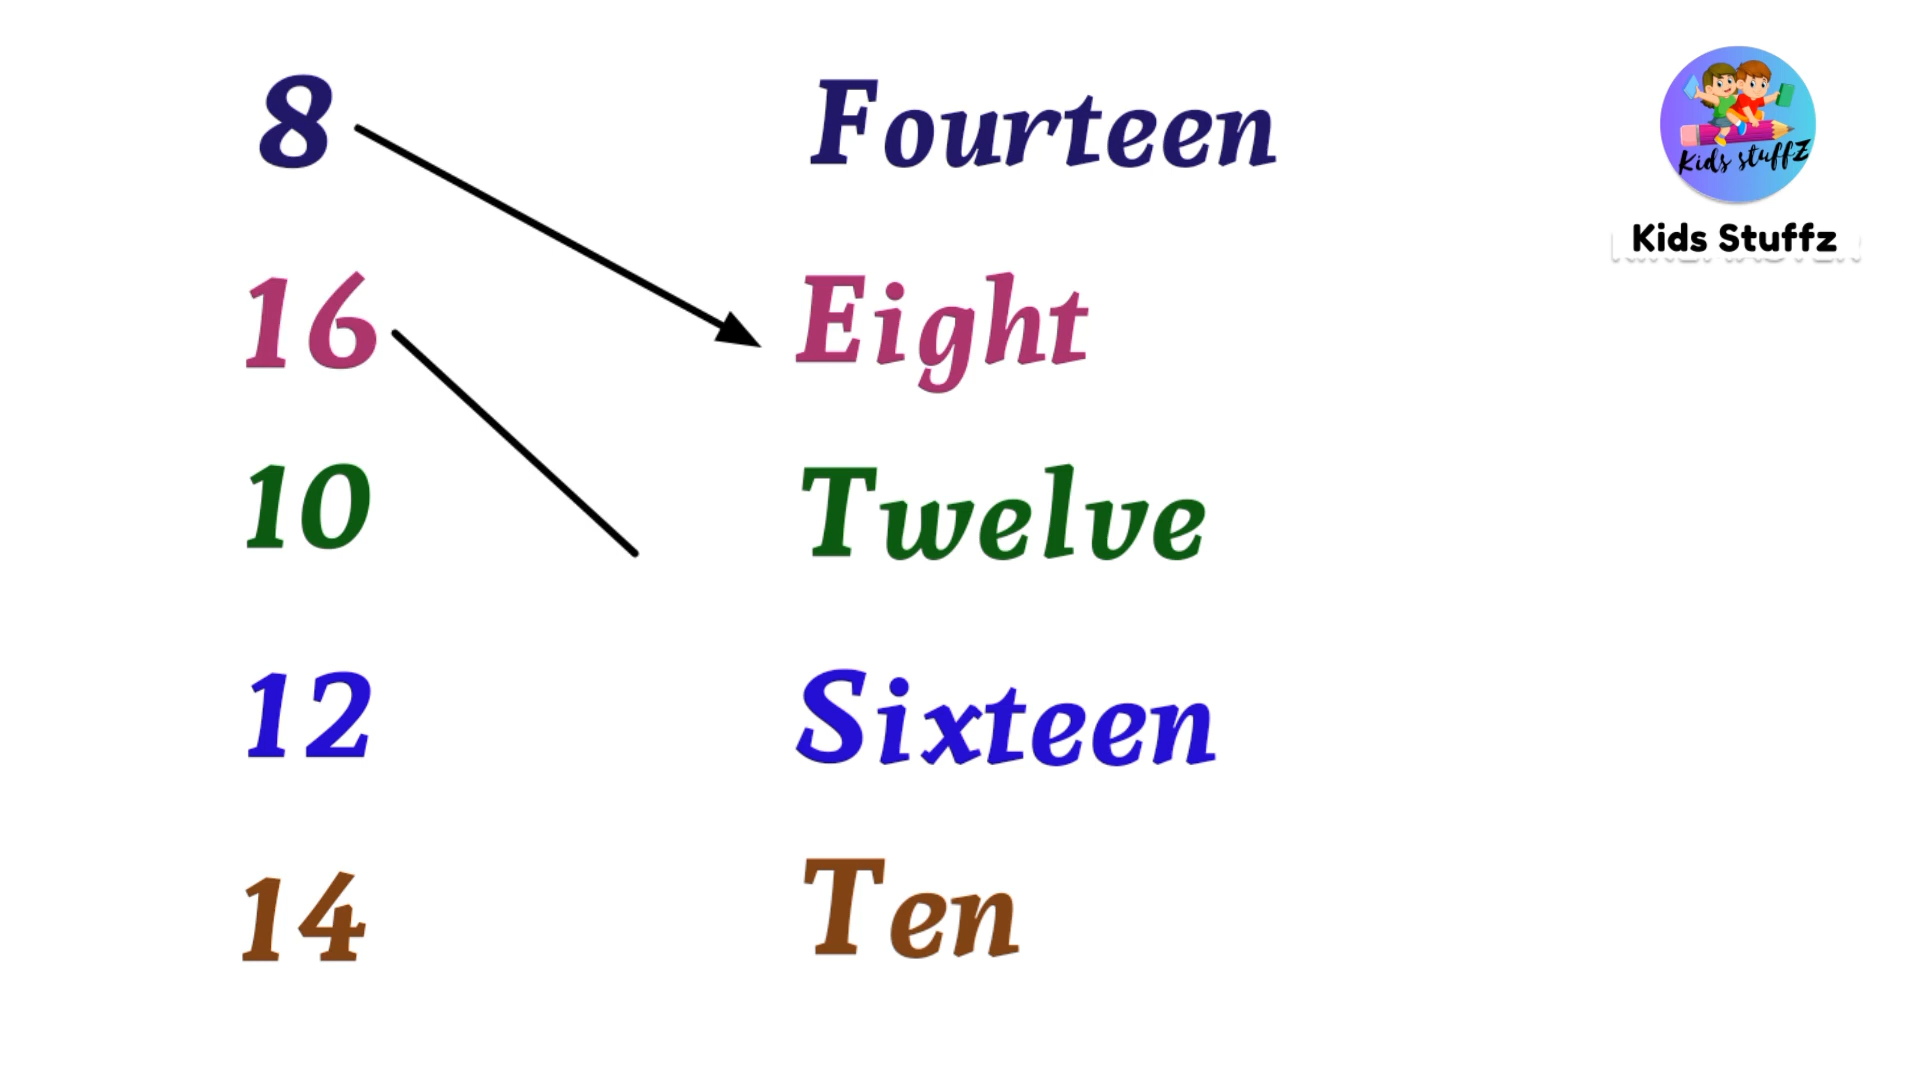 8 Fourteen
16 Eight
10 Twelve
12 Sixteen
14 Ten
Kids stuffZ
Kids Stuffz